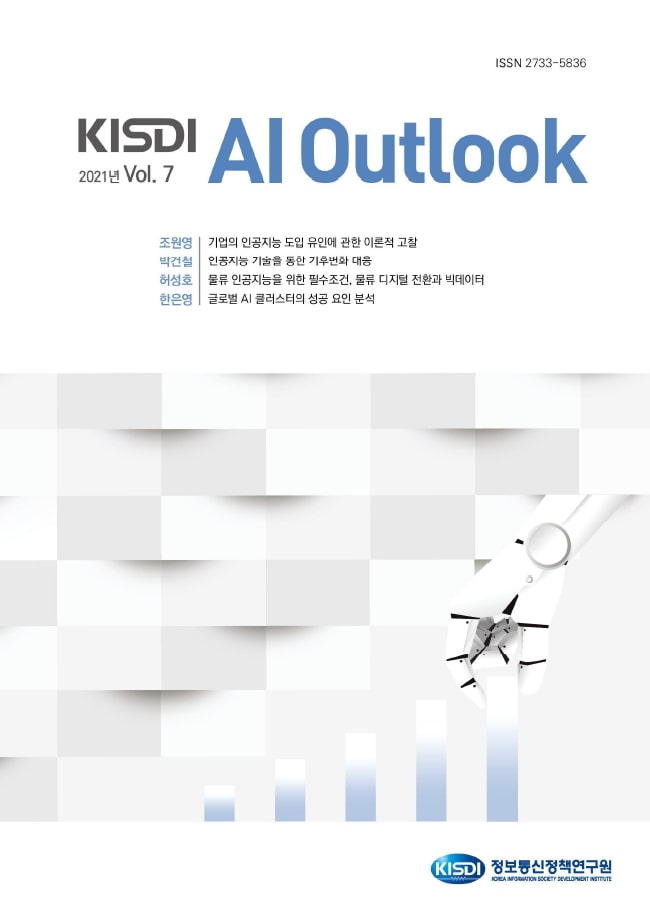 ISSN 2733-5836
KISDI AI Outlook
2021년 Vol. 7
조원영 기업의 인공지능 도입 유인에 관한 이론적 고찰
박건철 인공지능 기술을 통한 기후변화 대응
허성호 물류 인공지능을 위한 필수조건, 물류 디지털 전환과 빅데이터
한은영 글로벌 AI 클러스터의 성공 요인 분석
KISDI 정보통신정책연구원
KOREA INFORMATION SOCIETY DEVELOPMENT INSTITUTE